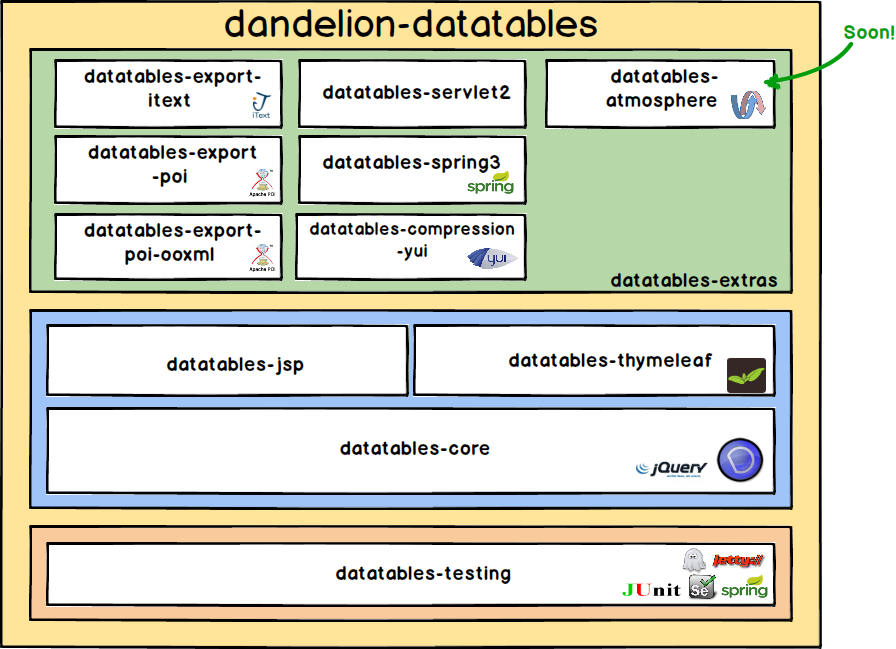 dandelion-datatables
Soon!
datatables-export-
itext
iText
datatables-servlet2
datatables-
atmosphere
datatables-export
-poi
Apache POI
datatables-spring3
spring
datatables-export-
poi-ooxml
Apache POI
datatables-compression
-yui
yui
datatables-extras
datatables-jsp
datatables-thymeleaf
datatables-core
jQuery
datatables-testing
jetty://
JUnit
Se
spring